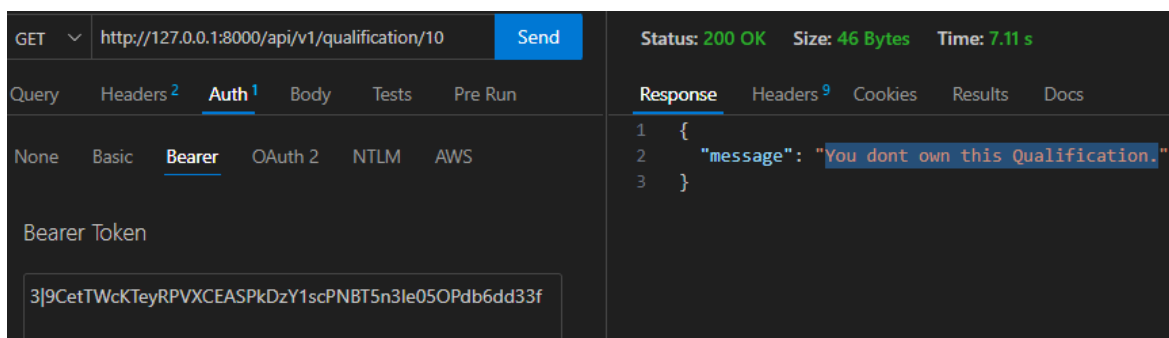 GET http://127.0.0.1:8000/api/v1/qualification/10 Send
Query Headers 2 Auth 1 Body Tests Pre Run
None Basic Bearer OAuth 2 NTLM AWS
Bearer Token
3|9CetTWcKTeyRPVXCEASPkDzY1scPNBT5n3Ie05OPdb6dd33f
Status: 200 OK Size: 46 Bytes Time: 7.11 s
Response Headers 9 Cookies Results Docs
1 {
2 "message": "You dont own this Qualification."
3 }